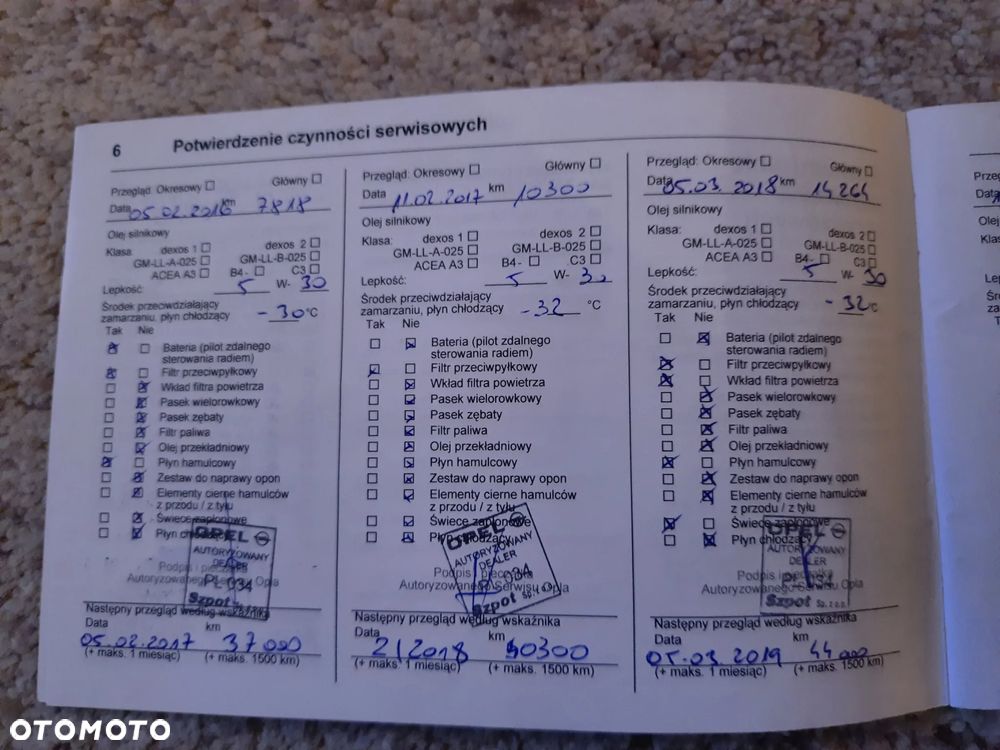 6 Potwierdzenie czynności serwisowych
Przegląd: Okresowy Główny
Data 05.02.2016 km 7818
Olej silnikowy
Klasa: dexos 1 dexos 2
GM-LL-A-025 GM-LL-B-025
ACEA A3 B4- C3
Lepkość: 5 W- 30
Środek przeciwdziałający
zamarzaniu, płyn chłodzący -30 °C
Tak Nie
Bateria (pilot zdalnego
sterowania radiem)
Filtr przeciwpyłkowy
Wkład filtra powietrza
Pasek wielorowkowy
Pasek zębaty
Filtr paliwa
Olej przekładniowy
Płyn hamulcowy
Zestaw do naprawy opon
Elementy cierne hamulców
z przodu / z tyłu
Świece zapłonowe
Płyn chłodzący
OPEL
AUTORYZOWANY
DEALER
Podpis i pieczątka
Autoryzowanego Serwisu Opla
PL 034
Szpot Sp. z o.o.
Następny przegląd według wskaźnika
Data km
05.02.2017 37000
(+ maks. 1 miesiąc) (+ maks. 1500 km)
Przegląd: Okresowy Główny
Data 11.02.2017 km 10300
Olej silnikowy
Klasa: dexos 1 dexos 2
GM-LL-A-025 GM-LL-B-025
ACEA A3 B4- C3
Lepkość: 5 W- 30
Środek przeciwdziałający
zamarzaniu, płyn chłodzący -32 °C
Tak Nie
Bateria (pilot zdalnego
sterowania radiem)
Filtr przeciwpyłkowy
Wkład filtra powietrza
Pasek wielorowkowy
Pasek zębaty
Filtr paliwa
Olej przekładniowy
Płyn hamulcowy
Zestaw do naprawy opon
Elementy cierne hamulców
z przodu / z tyłu
Świece zapłonowe
Płyn chłodzący
OPEL
AUTORYZOWANY
DEALER
Podpis i pieczątka
Autoryzowanego Serwisu Opla
034
Szpot Sp. z o.o.
Następny przegląd według wskaźnika
Data km
2/2018 40300
(+ maks. 1 miesiąc) (+ maks. 1500 km)
Przegląd: Okresowy Główny
Data 05.03.2018 km 14264
Olej silnikowy
Klasa: dexos 1 dexos 2
GM-LL-A-025 GM-LL-B-025
ACEA A3 B4- C3
Lepkość: 5 W- 30
Środek przeciwdziałający
zamarzaniu, płyn chłodzący -32 °C
Tak Nie
Bateria (pilot zdalnego
sterowania radiem)
Filtr przeciwpyłkowy
Wkład filtra powietrza
Pasek wielorowkowy
Pasek zębaty
Filtr paliwa
Olej przekładniowy
Płyn hamulcowy
Zestaw do naprawy opon
Elementy cierne hamulców
z przodu / z tyłu
Świece zapłonowe
Płyn chłodzący
OPEL
AUTORYZOWANY
DEALER
Podpis i pieczątka
Autoryzowanego Serwisu Opla
PL 034
Szpot Sp. z o.o.
Następny przegląd według wskaźnika
Data km
05.03.2019 44000
(+ maks. 1 miesiąc) (+ maks. 1500 km)
OTOMOTO